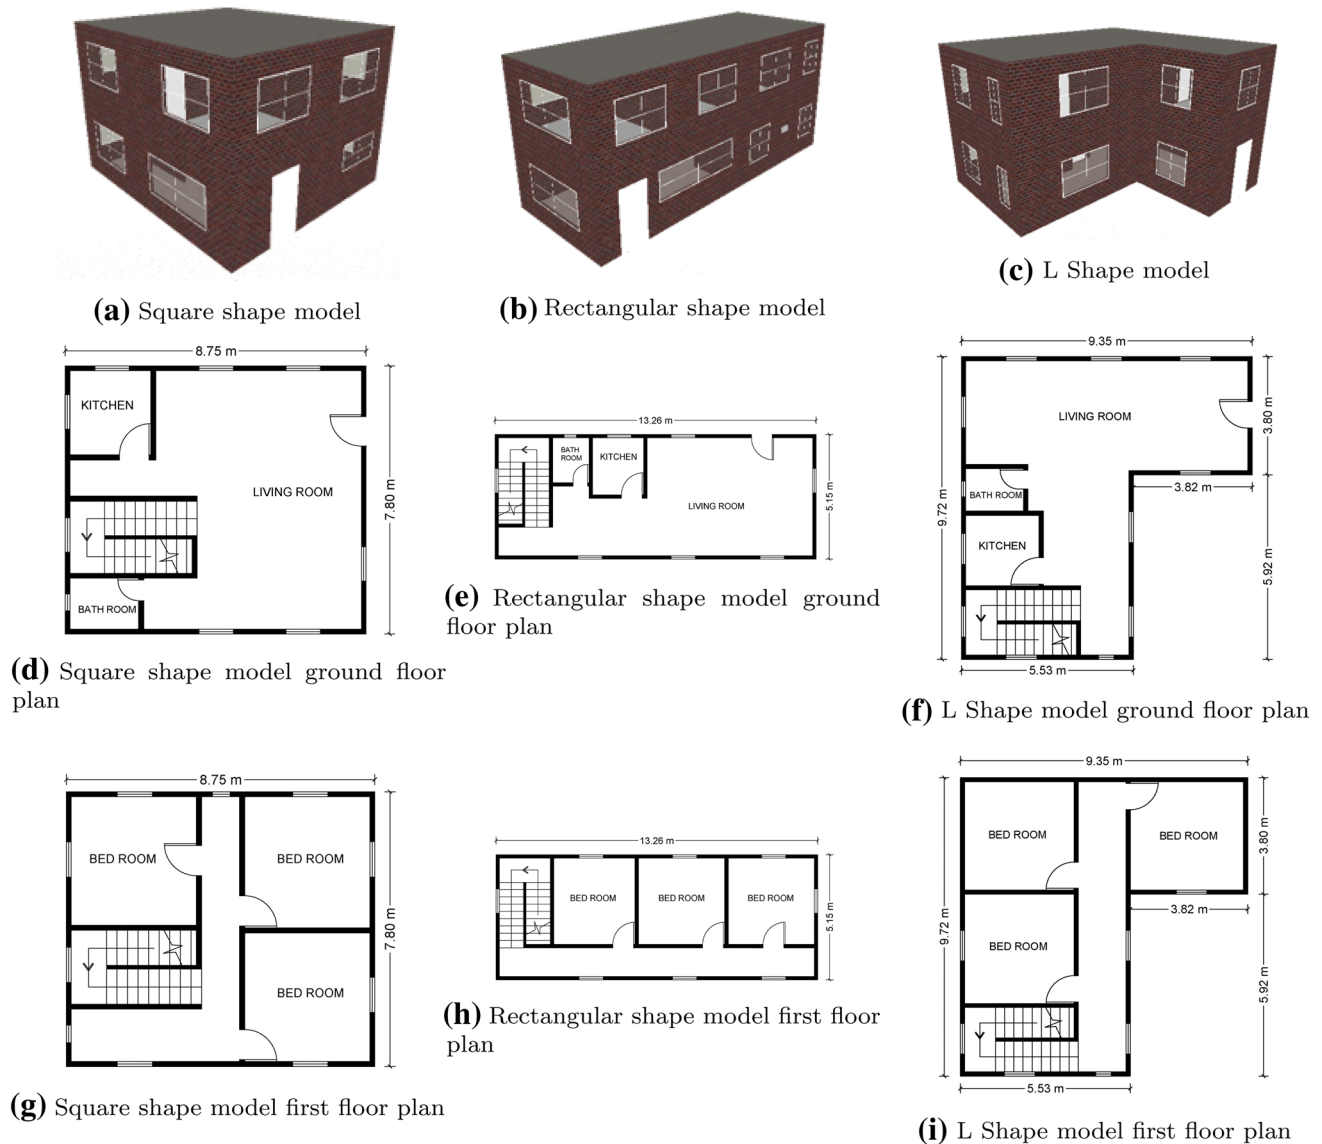 (a) Square shape model
(b) Rectangular shape model
(c) L Shape model
8.75 m
KITCHEN
LIVING ROOM
BATH ROOM
7.80 m
(d) Square shape model ground floor
plan
13.26 m
BATH
ROOM
KITCHEN
LIVING ROOM
5.15 m
(e) Rectangular shape model ground
floor plan
9.35 m
LIVING ROOM
3.80 m
3.82 m
BATH ROOM
KITCHEN
9.72 m
5.92 m
5.53 m
(f) L Shape model ground floor plan
8.75 m
BED ROOM
BED ROOM
BED ROOM
7.80 m
(g) Square shape model first floor plan
13.26 m
BED ROOM
BED ROOM
BED ROOM
5.15 m
(h) Rectangular shape model first floor
plan
9.35 m
BED ROOM
BED ROOM
3.80 m
3.82 m
BED ROOM
9.72 m
5.92 m
5.53 m
(i) L Shape model first floor plan